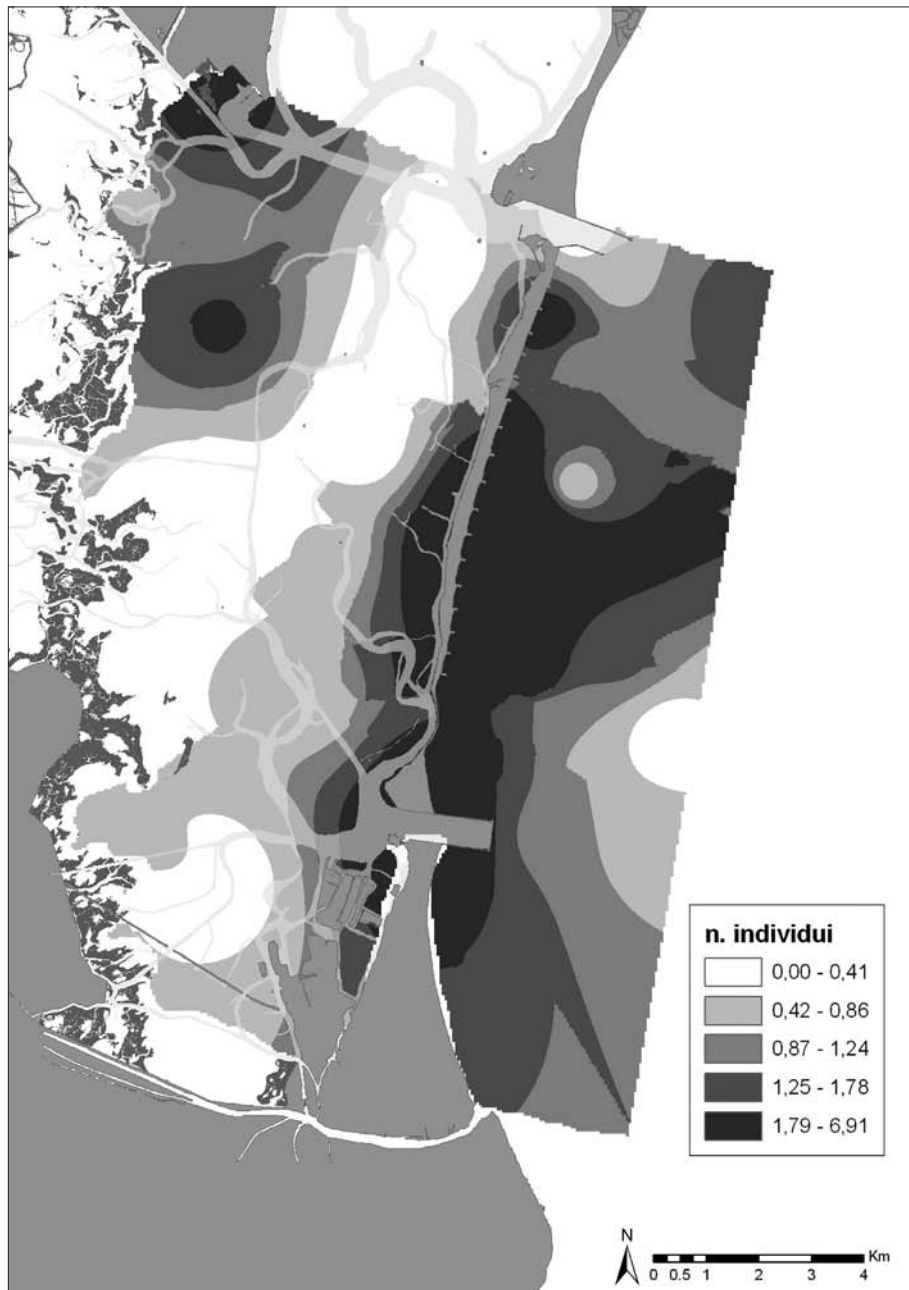 n. individui
0,00 - 0,41
0,42 - 0,86
0,87 - 1,24
1,25 - 1,78
1,79 - 6,91
N
Km
0 0.5 1 2 3 4